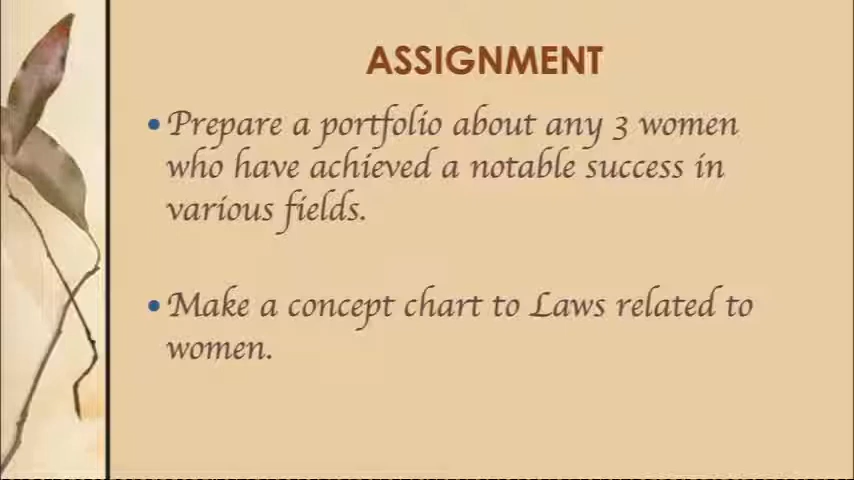 ASSIGNMENT
• Prepare a portfolio about any 3 women
who have achieved a notable success in
various fields.
• Make a concept chart to Laws related to
women.